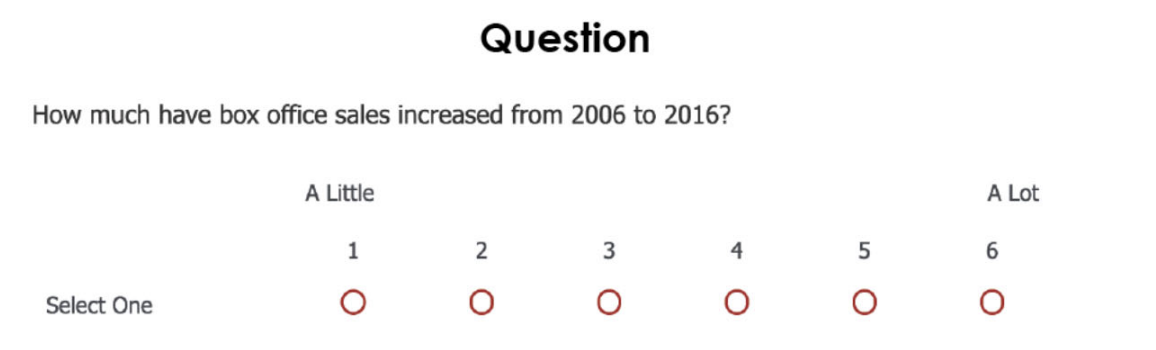 Question
How much have box office sales increased from 2006 to 2016?
A Little A Lot
1 2 3 4 5 6
Select One